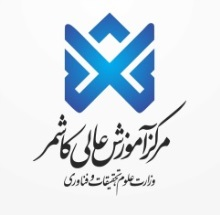 مرکز آموزش عالی کاشمر
وزارت علوم تحقیقات و فناوری